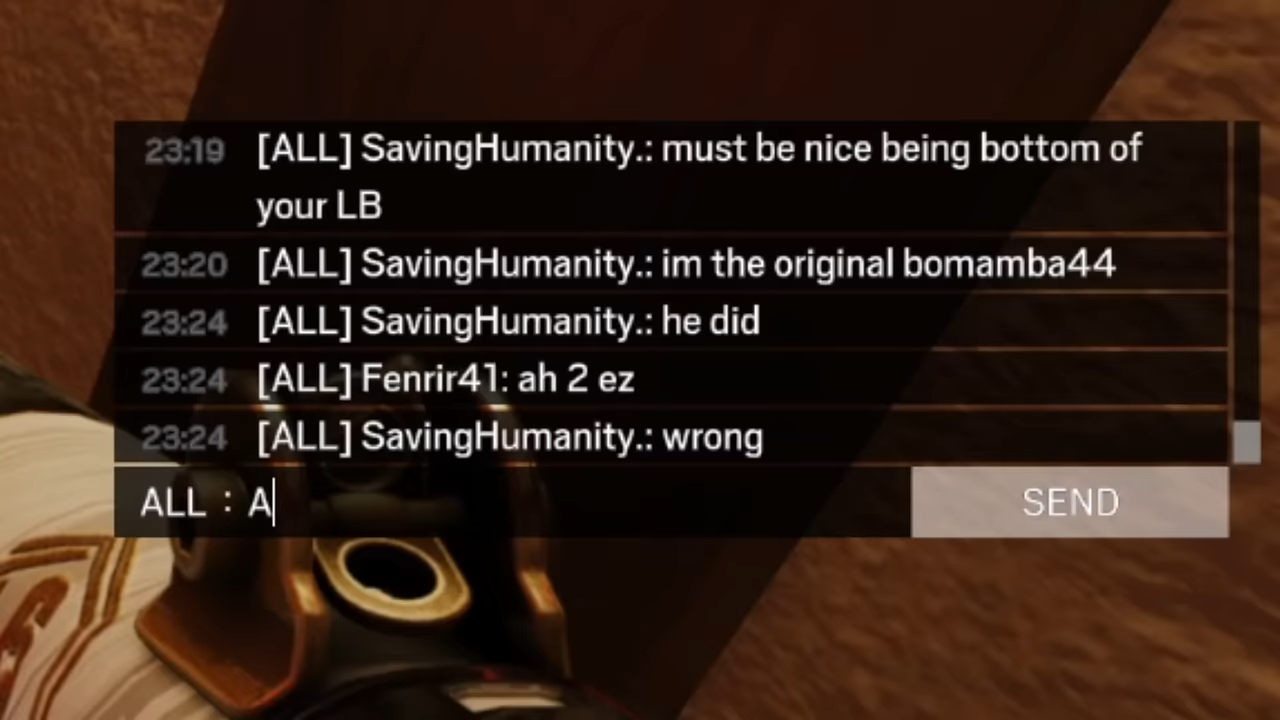 23:19 [ALL] SavingHumanity.: must be nice being bottom of
your LB
23:20 [ALL] SavingHumanity.: im the original bomamba44
23:24 [ALL] SavingHumanity.: he did
23:24 [ALL] Fenrir41: ah 2 ez
23:24 [ALL] SavingHumanity.: wrong
ALL : A SEND